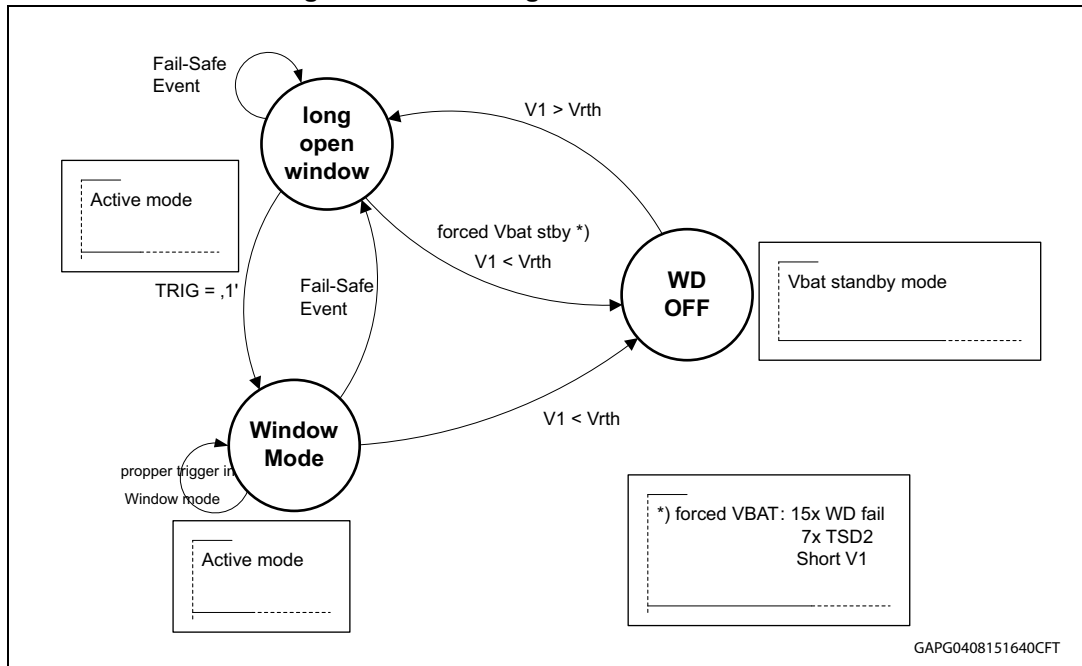 Fail-Safe
Event
long
open
window
V1 > Vrth
Active mode
forced Vbat stby *)
V1 < Vrth
WD
OFF
Vbat standby mode
TRIG = ‚1'
Fail-Safe
Event
Window
Mode
V1 < Vrth
propper trigger in
Window mode
Active mode
*) forced VBAT: 15x WD fail
7x TSD2
Short V1
GAPG0408151640CFT